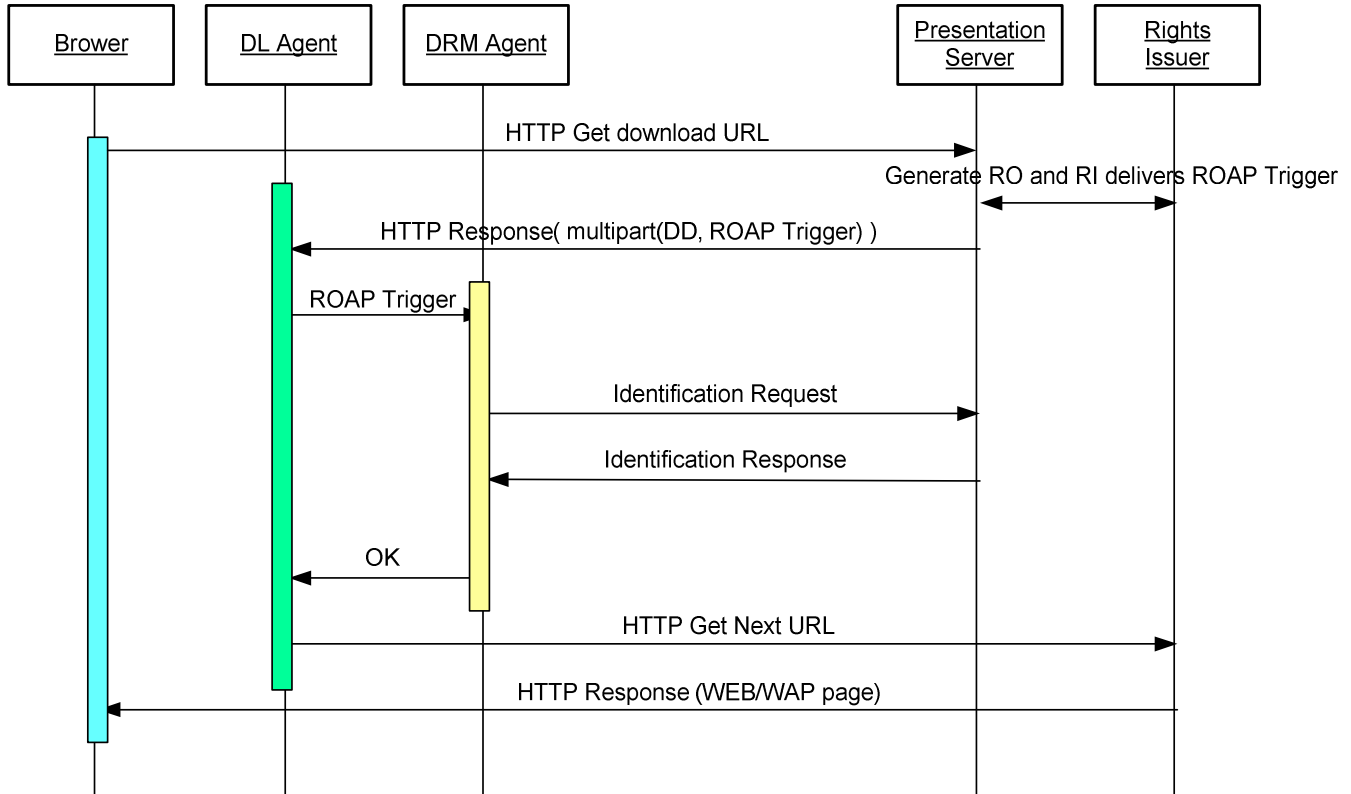 Brower
DL Agent
DRM Agent
Presentation
Server
Rights
Issuer
HTTP Get download URL
Generate RO and RI delivers ROAP Trigger
HTTP Response( multipart(DD, ROAP Trigger) )
ROAP Trigger
Identification Request
Identification Response
OK
HTTP Get Next URL
HTTP Response (WEB/WAP page)